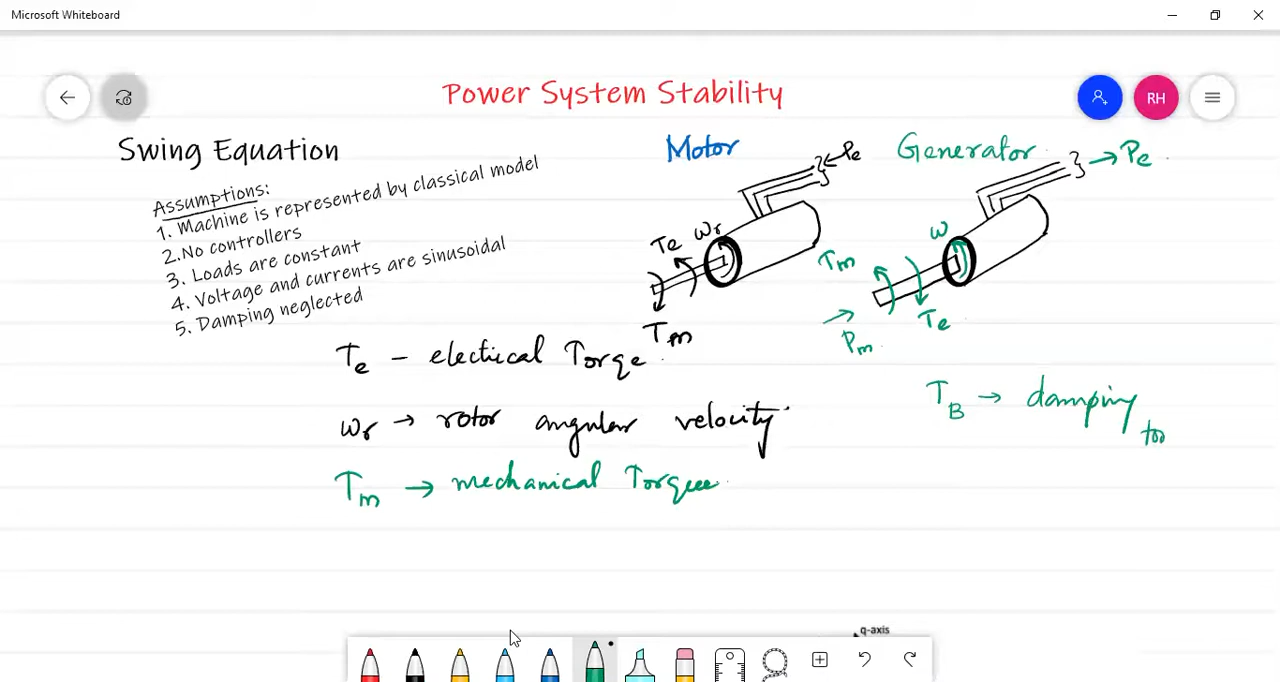 Microsoft Whiteboard
Power System Stability
RH
Swing Equation
Assumptions:
1. Machine is represented by classical model
2. No controllers
3. Loads are constant
4. Voltage and currents are sinusoidal
5. Damping neglected
Motor
Pe
Te ωr
Tm
Generator
Pe
ω
Tm
Te
Pm
Te - electrical Torqe
ωr → rotor angular velocity
Tm → mechanical Torque
TB → damping
q-axis